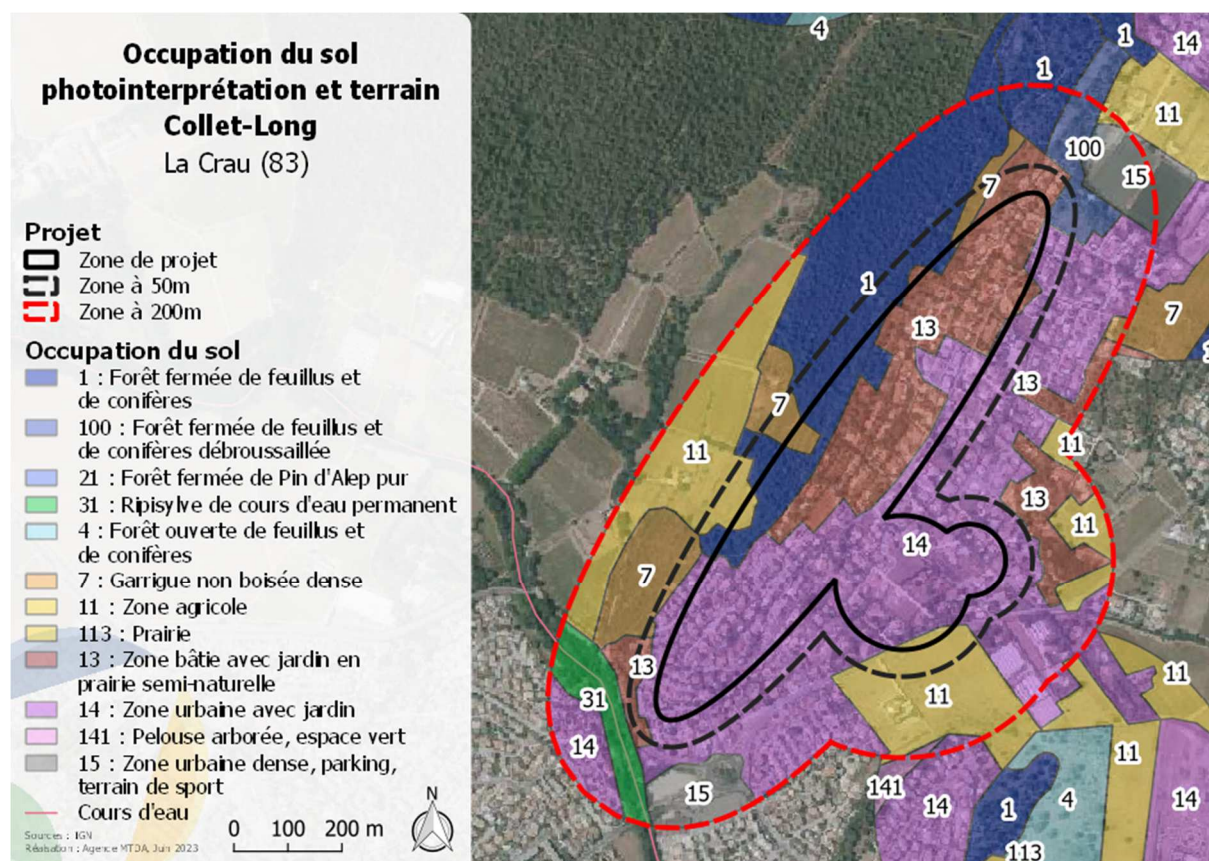 Occupation du sol
photointerprétation et terrain
Collet-Long
La Crau (83)
Projet
Zone de projet
Zone à 50m
Zone à 200m
Occupation du sol
1 : Forêt fermée de feuillus et
de conifères
100 : Forêt fermée de feuillus et
de conifères débroussaillée
21 : Forêt fermée de Pin d'Alep pur
31 : Ripisylve de cours d'eau permanent
4 : Forêt ouverte de feuillus et
de conifères
7 : Garrigue non boisée dense
11 : Zone agricole
113 : Prairie
13 : Zone bâtie avec jardin en
prairie semi-naturelle
14 : Zone urbaine avec jardin
141 : Pelouse arborée, espace vert
15 : Zone urbaine dense, parking,
terrain de sport
Cours d'eau
Sources : IGN
Réalisation : Agence MTDA, Juin 2023
0 100 200 m
N
4
1
14
1
11
100
15
7
1
7
13
13
7
11
11
13
11
14
7
13
31
11
11
14
15
141
14
1
4
11
14
113